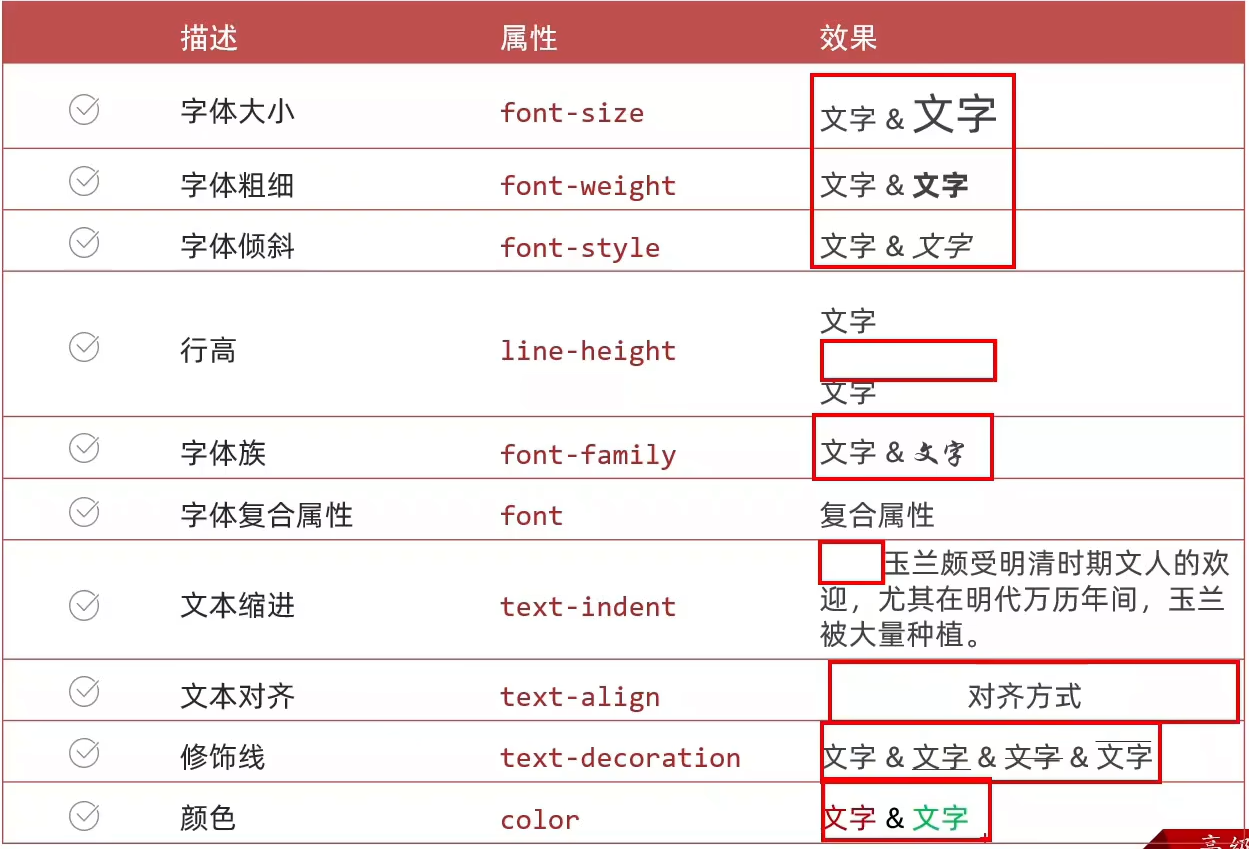 描述 属性 效果
字体大小 font-size 文字 & 文字
字体粗细 font-weight 文字 & 文字
字体倾斜 font-style 文字 & 文字
文字
行高 line-height
文字
字体族 font-family 文字 & 文字
字体复合属性 font 复合属性
玉兰颇受明清时期文人的欢
文本缩进 text-indent 迎，尤其在明代万历年间，玉兰
被大量种植。
文本对齐 text-align 对齐方式
修饰线 text-decoration 文字 & 文字 & 文字 & 文字
颜色 color 文字 & 文字